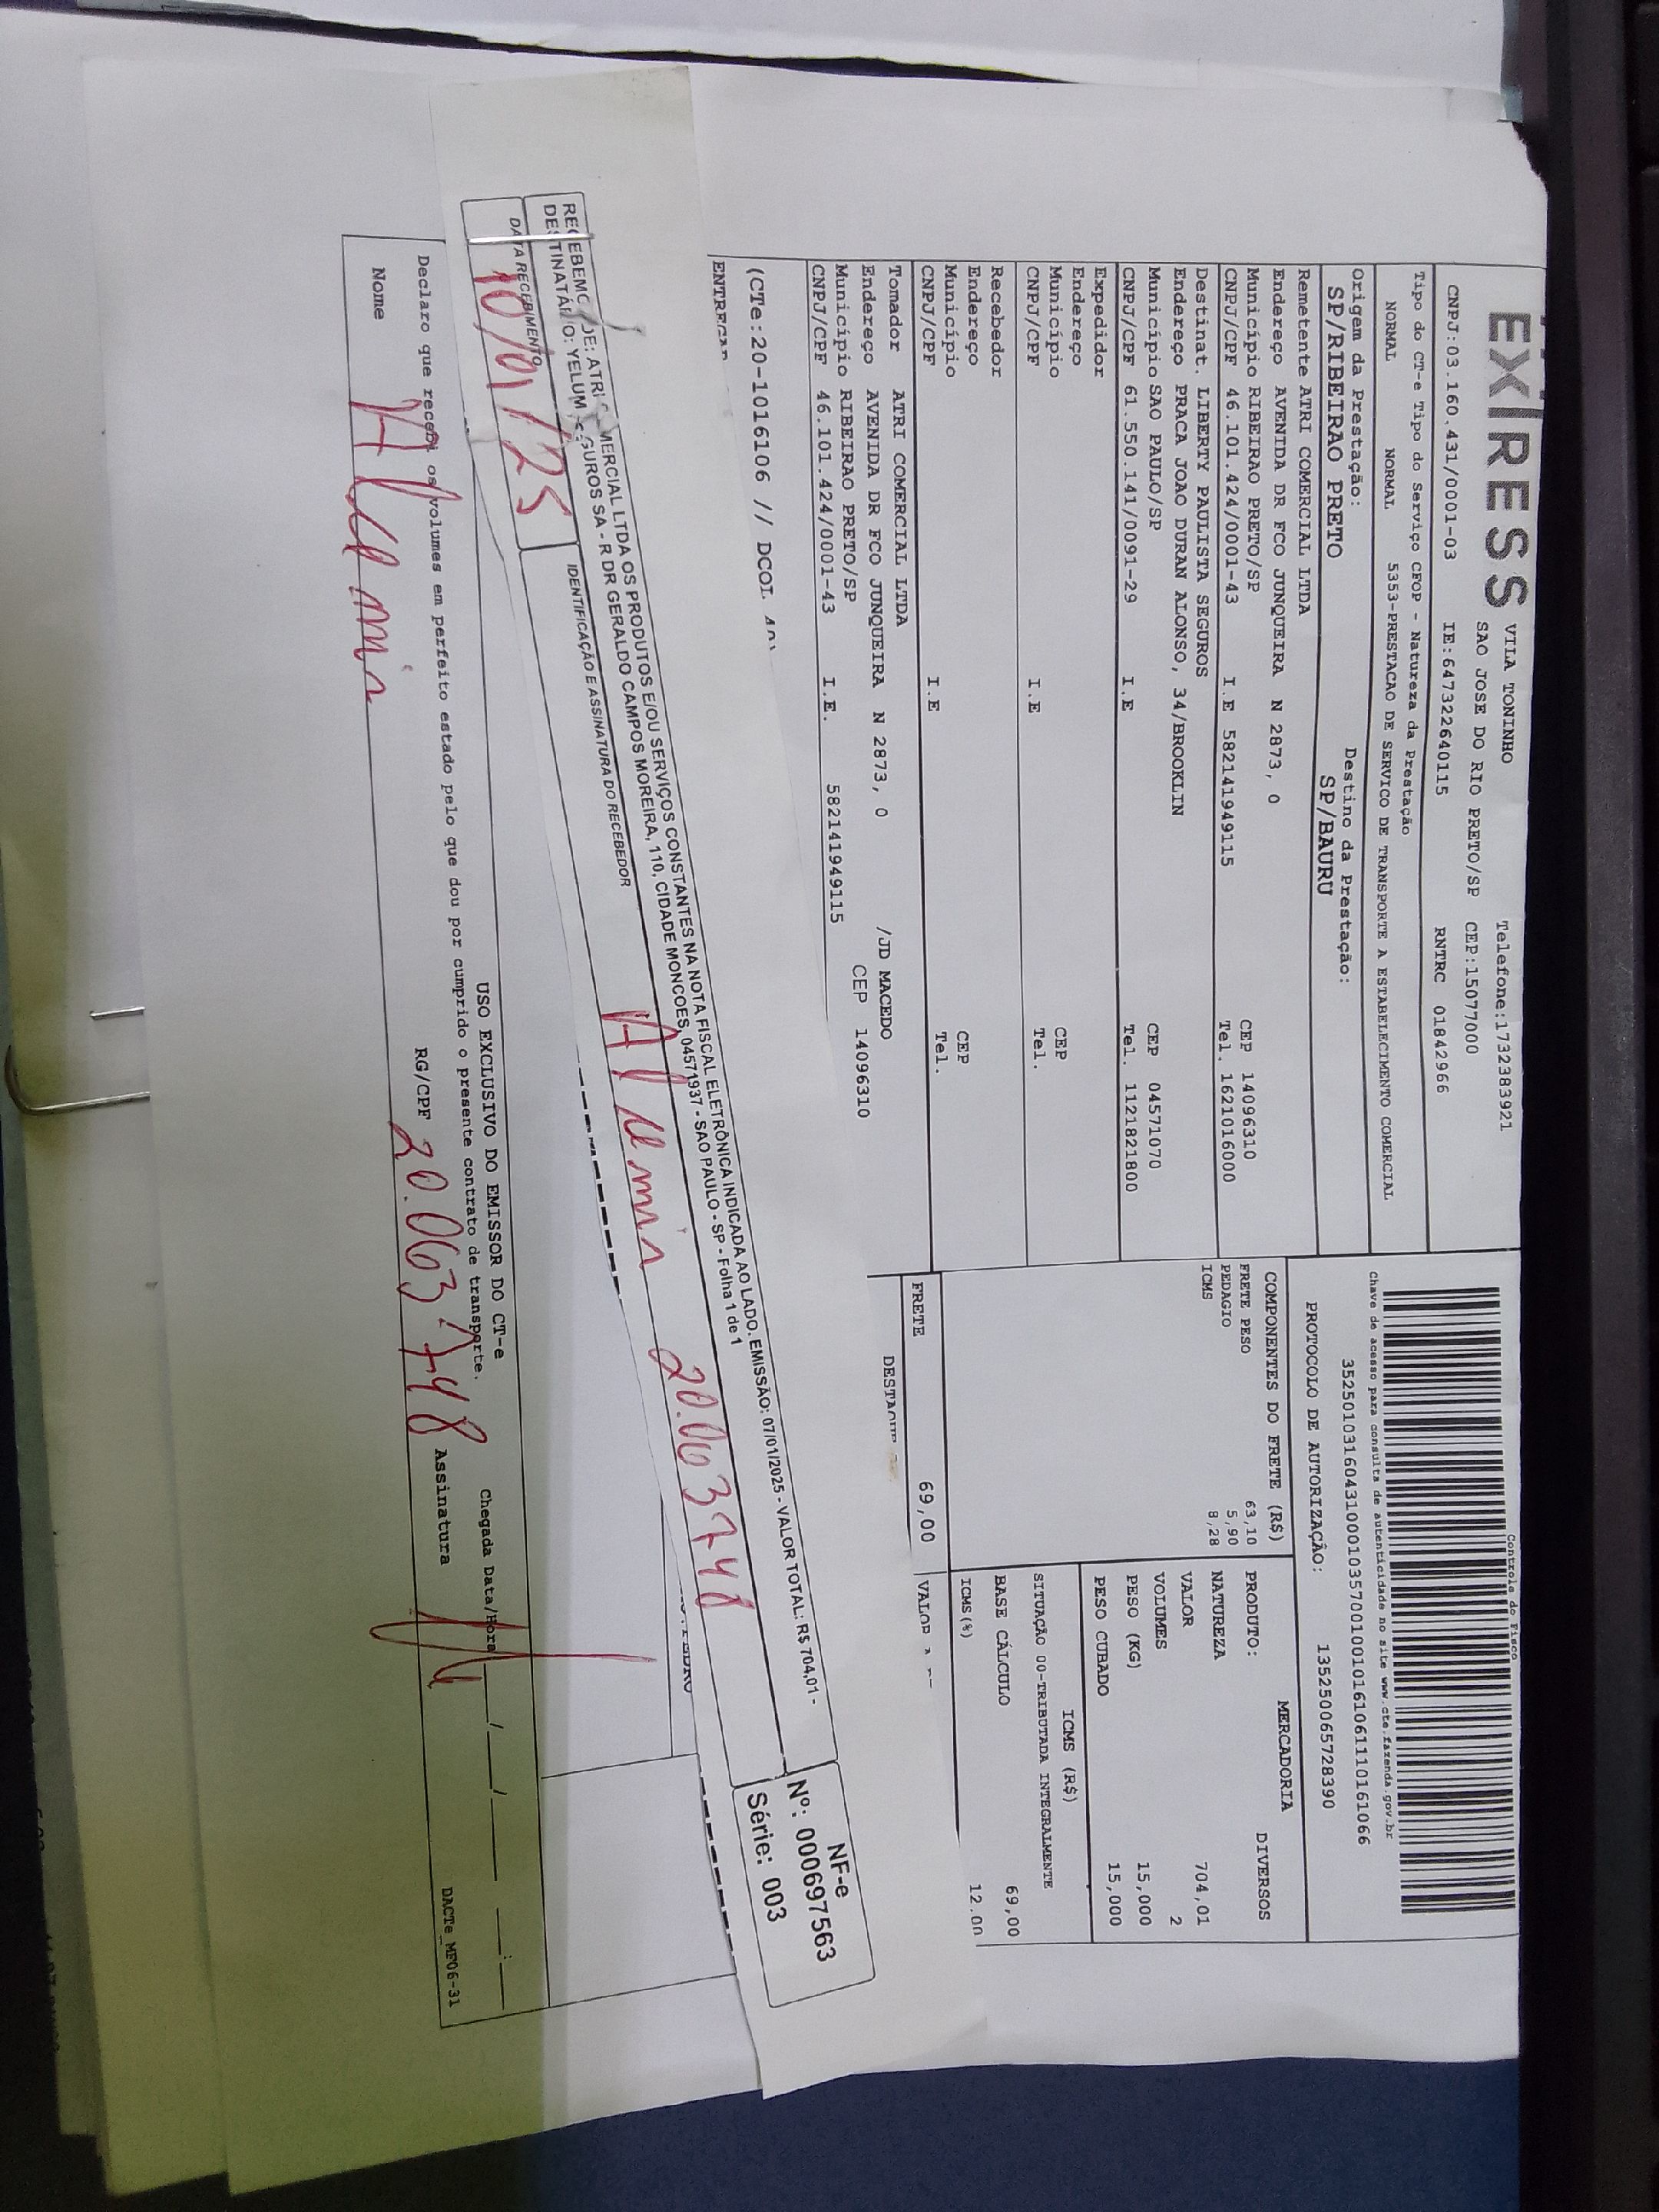 EXPRESS
VILA TONINHO
Telefone:1732383921
SAO JOSE DO RIO PRETO/SP CEP:15077000
CNPJ:03.160.431/0001-03 IE:647322640115 RNTRC 01842966
Tipo do CT-e Tipo do Serviço CFOP - Natureza da Prestação
NORMAL NORMAL 5353-PRESTACAO DE SERVICO DE TRANSPORTE A ESTABELECIMENTO COMERCIAL
Origem da Prestação: Destino da Prestação:
SP/RIBEIRAO PRETO SP/BAURU
Remetente ATRI COMERCIAL LTDA
Endereço AVENIDA DR FCO JUNQUEIRA N 2873, 0
Município RIBEIRAO PRETO/SP CEP 14096310
CNPJ/CPF 46.101.424/0001-43 I.E 582141949115 Tel. 1621016000
Destinat. LIBERTY PAULISTA SEGUROS
Endereço PRACA JOAO DURAN ALONSO, 34/BROOKLIN
Município SAO PAULO/SP CEP 04571070
CNPJ/CPF 61.550.141/0091-29 I.E Tel. 1121821800
Expedidor
Endereço
Município CEP
CNPJ/CPF I.E Tel.
Recebedor
Endereço
Município CEP
CNPJ/CPF I.E Tel.
Tomador ATRI COMERCIAL LTDA
Endereço AVENIDA DR FCO JUNQUEIRA N 2873, 0 /JD MACEDO
Município RIBEIRAO PRETO/SP CEP 14096310
CNPJ/CPF 46.101.424/0001-43 I.E. 582141949115
(CTe:20-1016106 // DCOL
Controle do Fisco
Chave de acesso para consulta de autenticidade no site www.cte.fazenda.gov.br
35250103160431000103570010010161061110161066
PROTOCOLO DE AUTORIZAÇÃO: 135250065728390
COMPONENTES DO FRETE (R$)
FRETE PESO 63,10
PEDAGIO 5,90
ICMS 8,28
MERCADORIA
PRODUTO: DIVERSOS
NATUREZA
VALOR 704,01
VOLUMES 2
PESO (KG) 15,000
PESO CUBADO 15,000
ICMS (R$)
SITUAÇÃO 00-TRIBUTADA INTEGRALMENTE
BASE CÁLCULO 69,00
ICMS(%) 12.00
FRETE 69,00
DESTAQUE
MERCIAL LTDA OS PRODUTOS E/OU SERVIÇOS CONSTANTES NA NOTA FISCAL ELETRÔNICA INDICADA AO LADO. EMISSÃO: 07/01/2025 - VALOR TOTAL: R$ 704,01 -
DESTINATÁRIO: YELUM SEGUROS SA - R DR GERALDO CAMPOS MOREIRA, 110, CIDADE MONCOES, 04571937 - SAO PAULO - SP - Folha 1 de 1
DATA RECEBIMENTO IDENTIFICAÇÃO E ASSINATURA DO RECEBEDOR
10/01/25
20.063748
NF-e
Nº: 000697563
Série: 003
USO EXCLUSIVO DO EMISSOR DO CT-e
Declaro que recebi os volumes em perfeito estado pelo que dou por cumprido o presente contrato de transporte.
Chegada Data/Hora __/__/____ __:__
Nome
RG/CPF 20.063748
Assinatura
DACTe_MF06-31